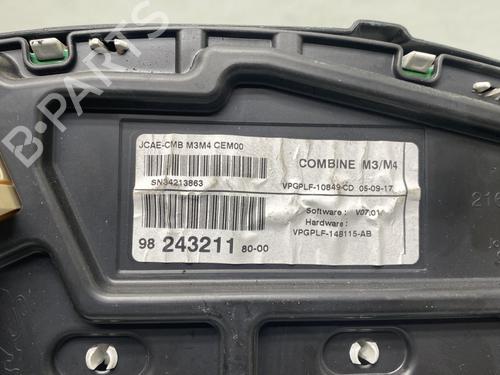 B-PARTS
JCAE-CMB M3M4 CEM00
COMBINE M3/M4
SN34213863
VPGPLF-10849-CD 05-09-17
Software : V07.01
Hardware :
VPGPLF-14B115-AB
98 243211 80-00